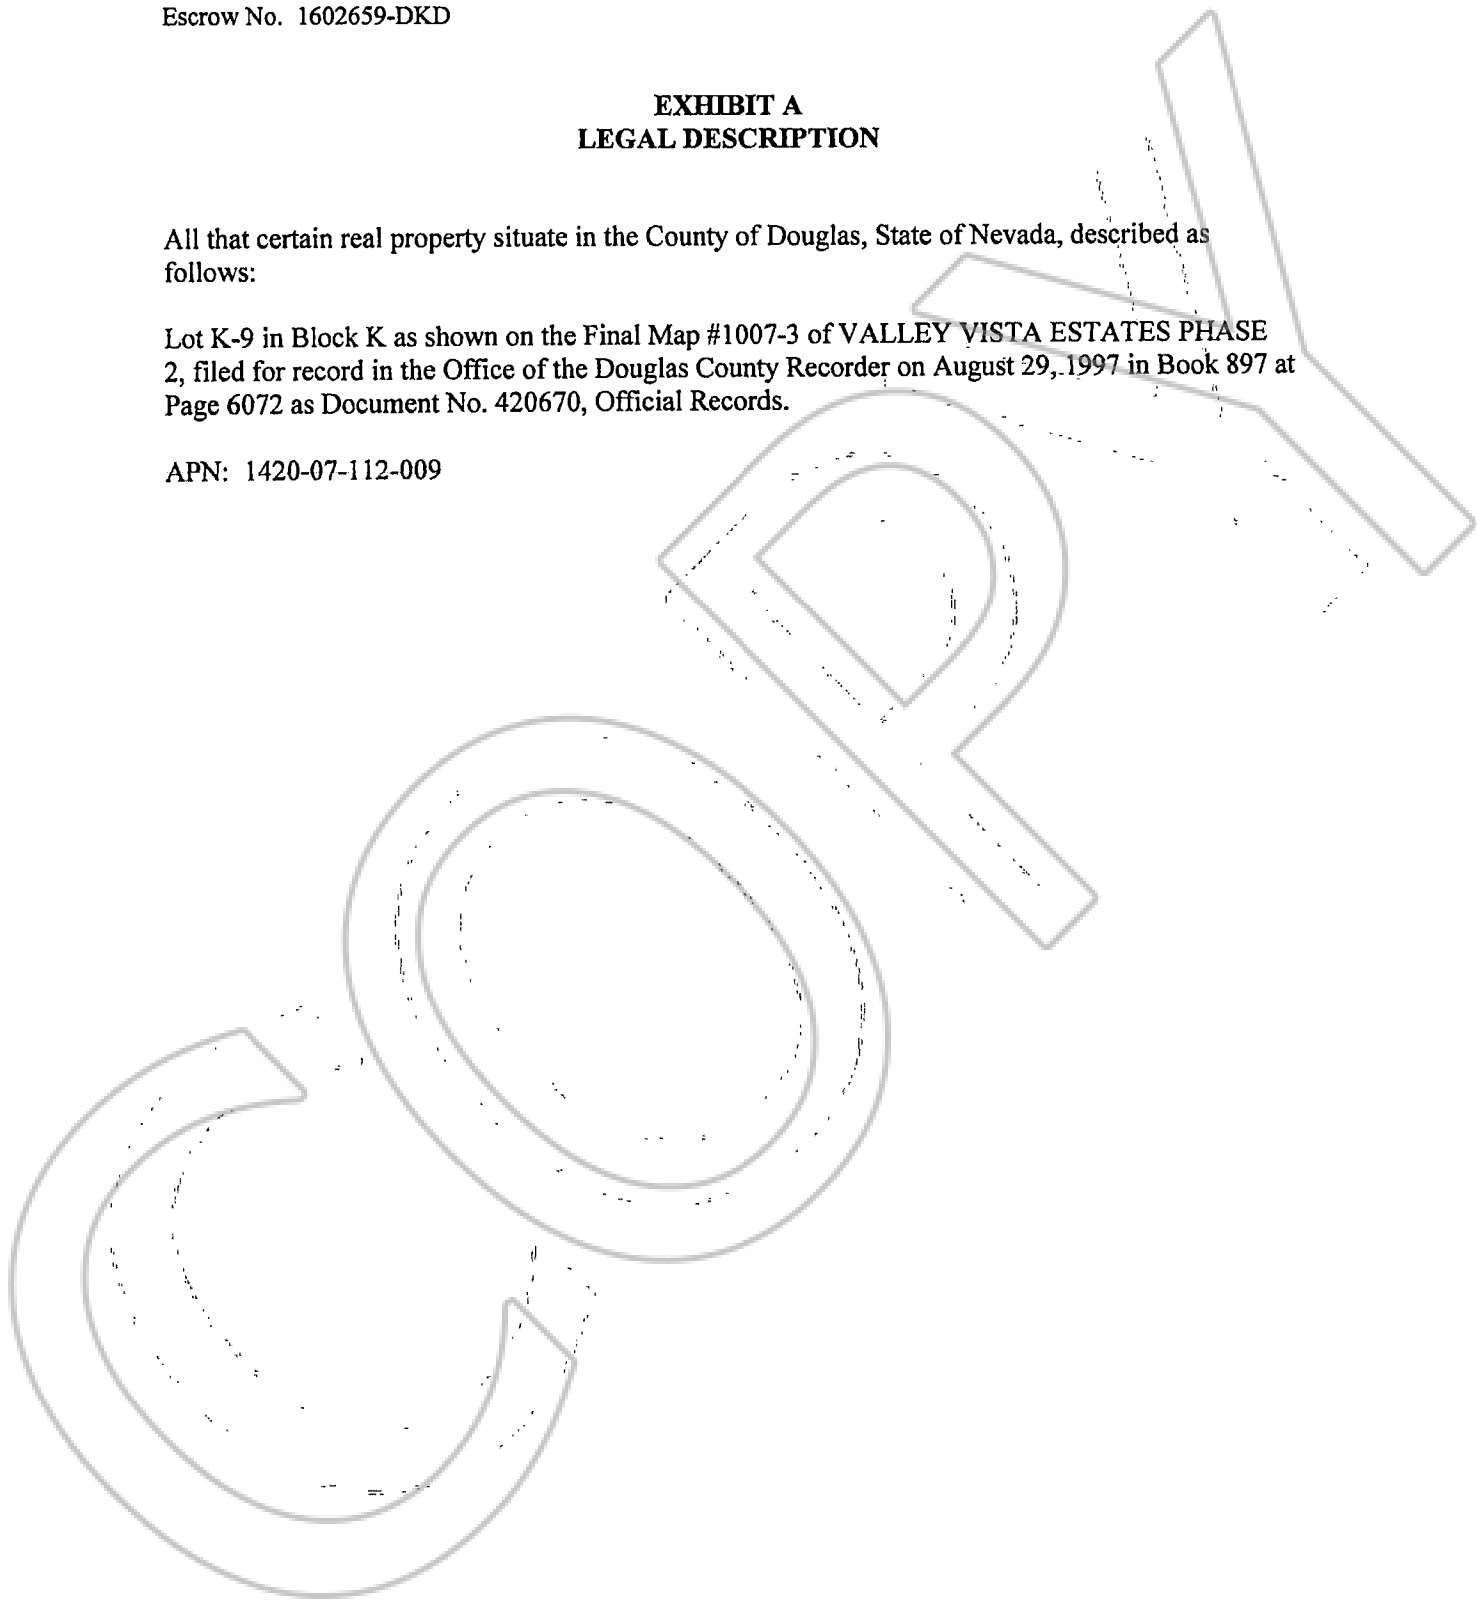 Escrow No. 1602659-DKD
EXHIBIT A
LEGAL DESCRIPTION
All that certain real property situate in the County of Douglas, State of Nevada, described as
follows:
Lot K-9 in Block K as shown on the Final Map #1007-3 of VALLEY VISTA ESTATES PHASE
2, filed for record in the Office of the Douglas County Recorder on August 29, 1997 in Book 897 at
Page 6072 as Document No. 420670, Official Records.
APN: 1420-07-112-009
COPY